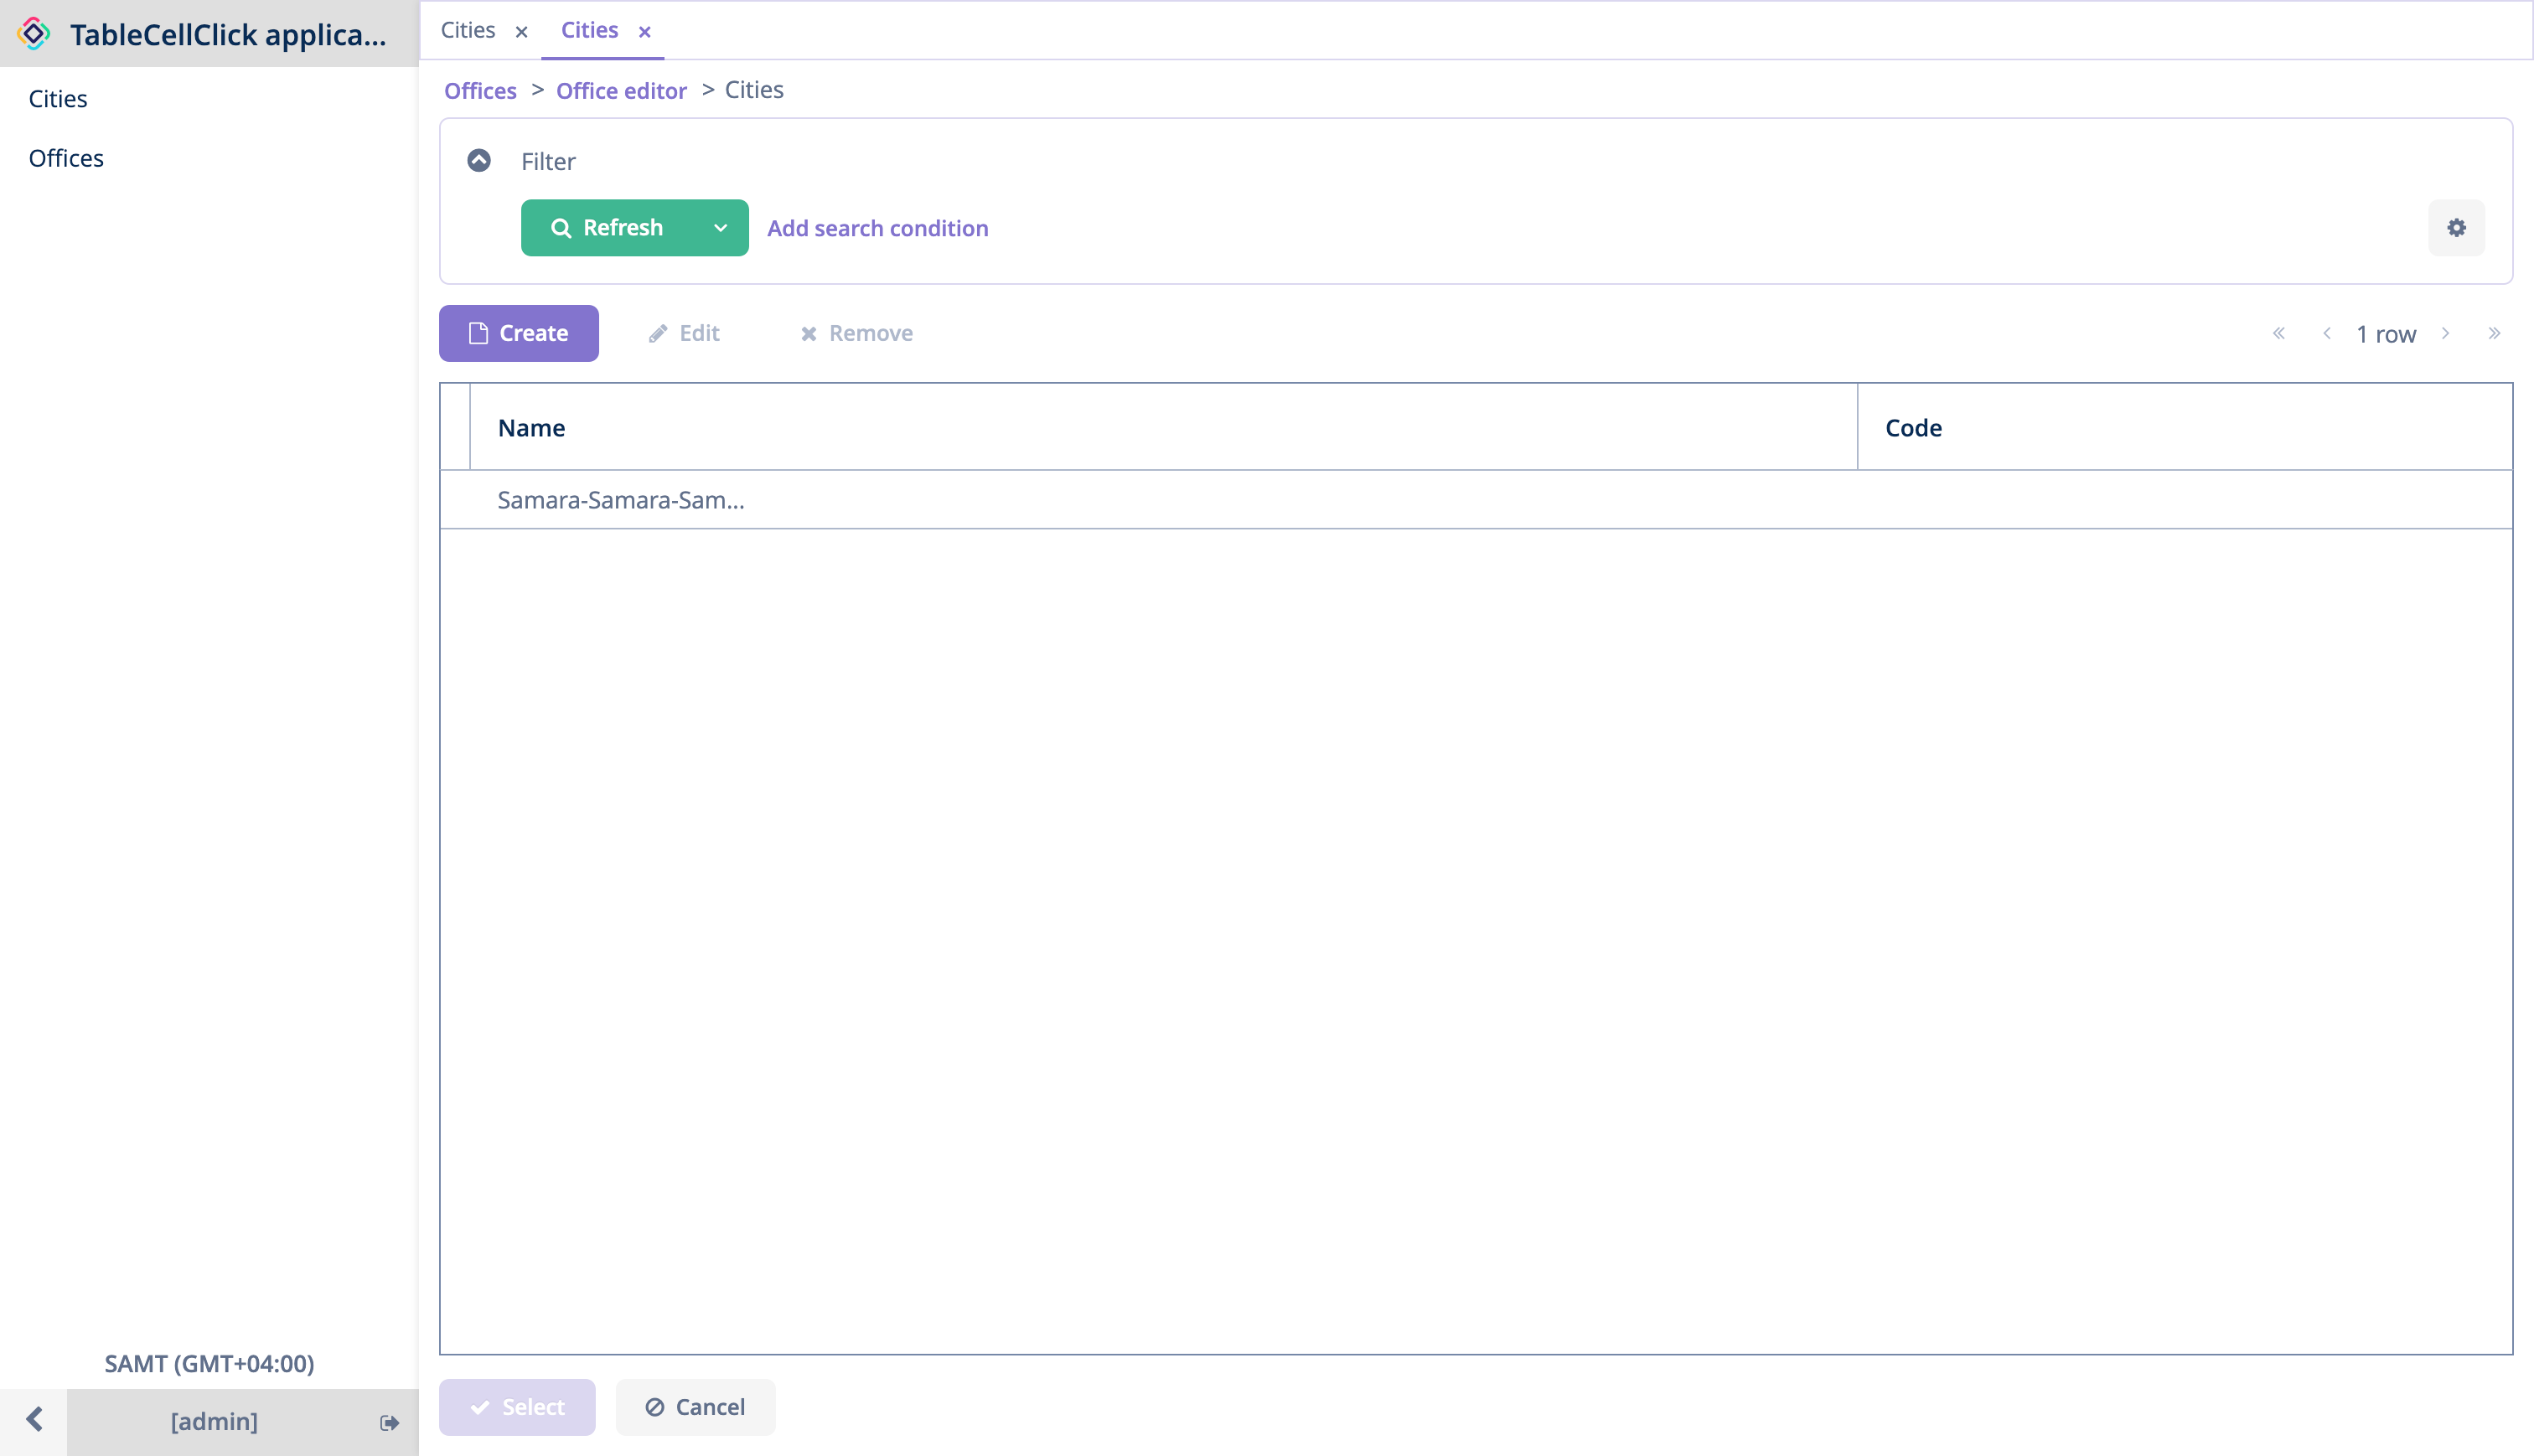 TableCellClick applica...
Cities
Offices
SAMT (GMT+04:00)
[admin]
Cities Cities
Offices > Office editor > Cities
Filter
Refresh Add search condition
Create Edit Remove 1 row
Name Code
Samara-Samara-Sam...
Select Cancel